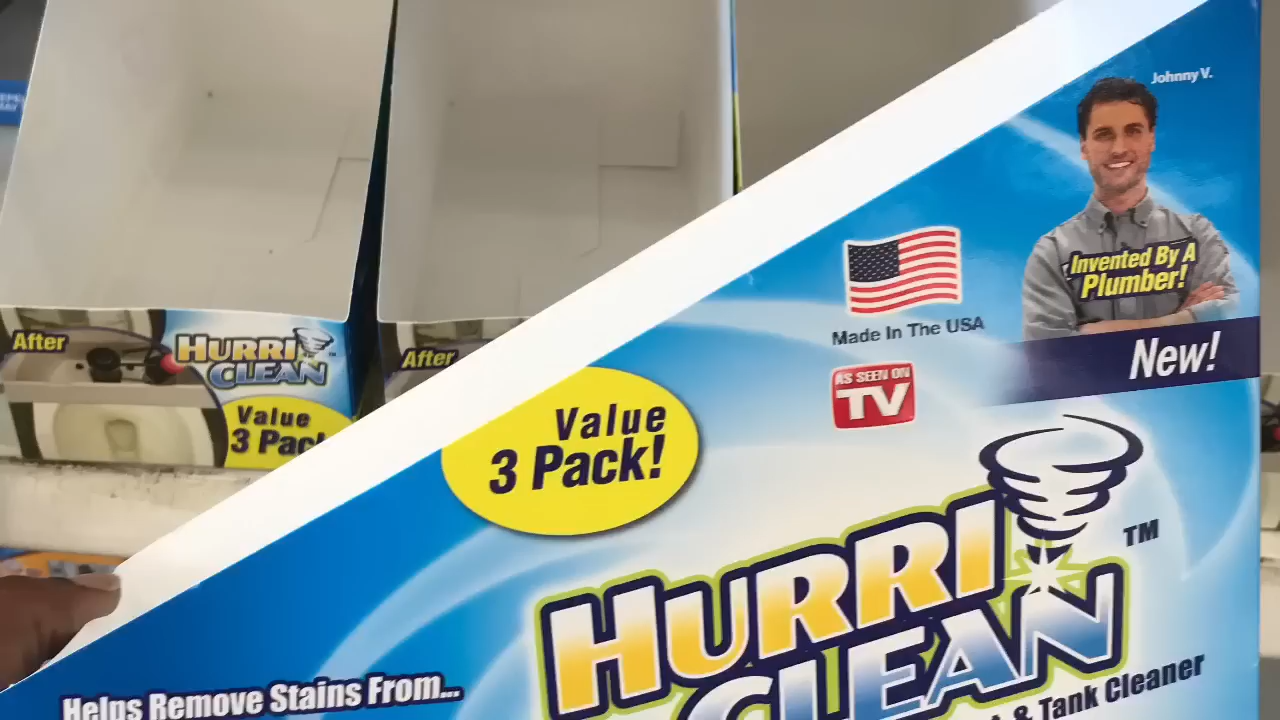 Johnny V.
Invented By A
Plumber!
New!
Made In The USA
AS SEEN ON
TV
Value
3 Pack!
HURRI
CLEAN
TM
& Tank Cleaner
Helps Remove Stains From...
After
HURRI
CLEAN
Value
3 Pack
After